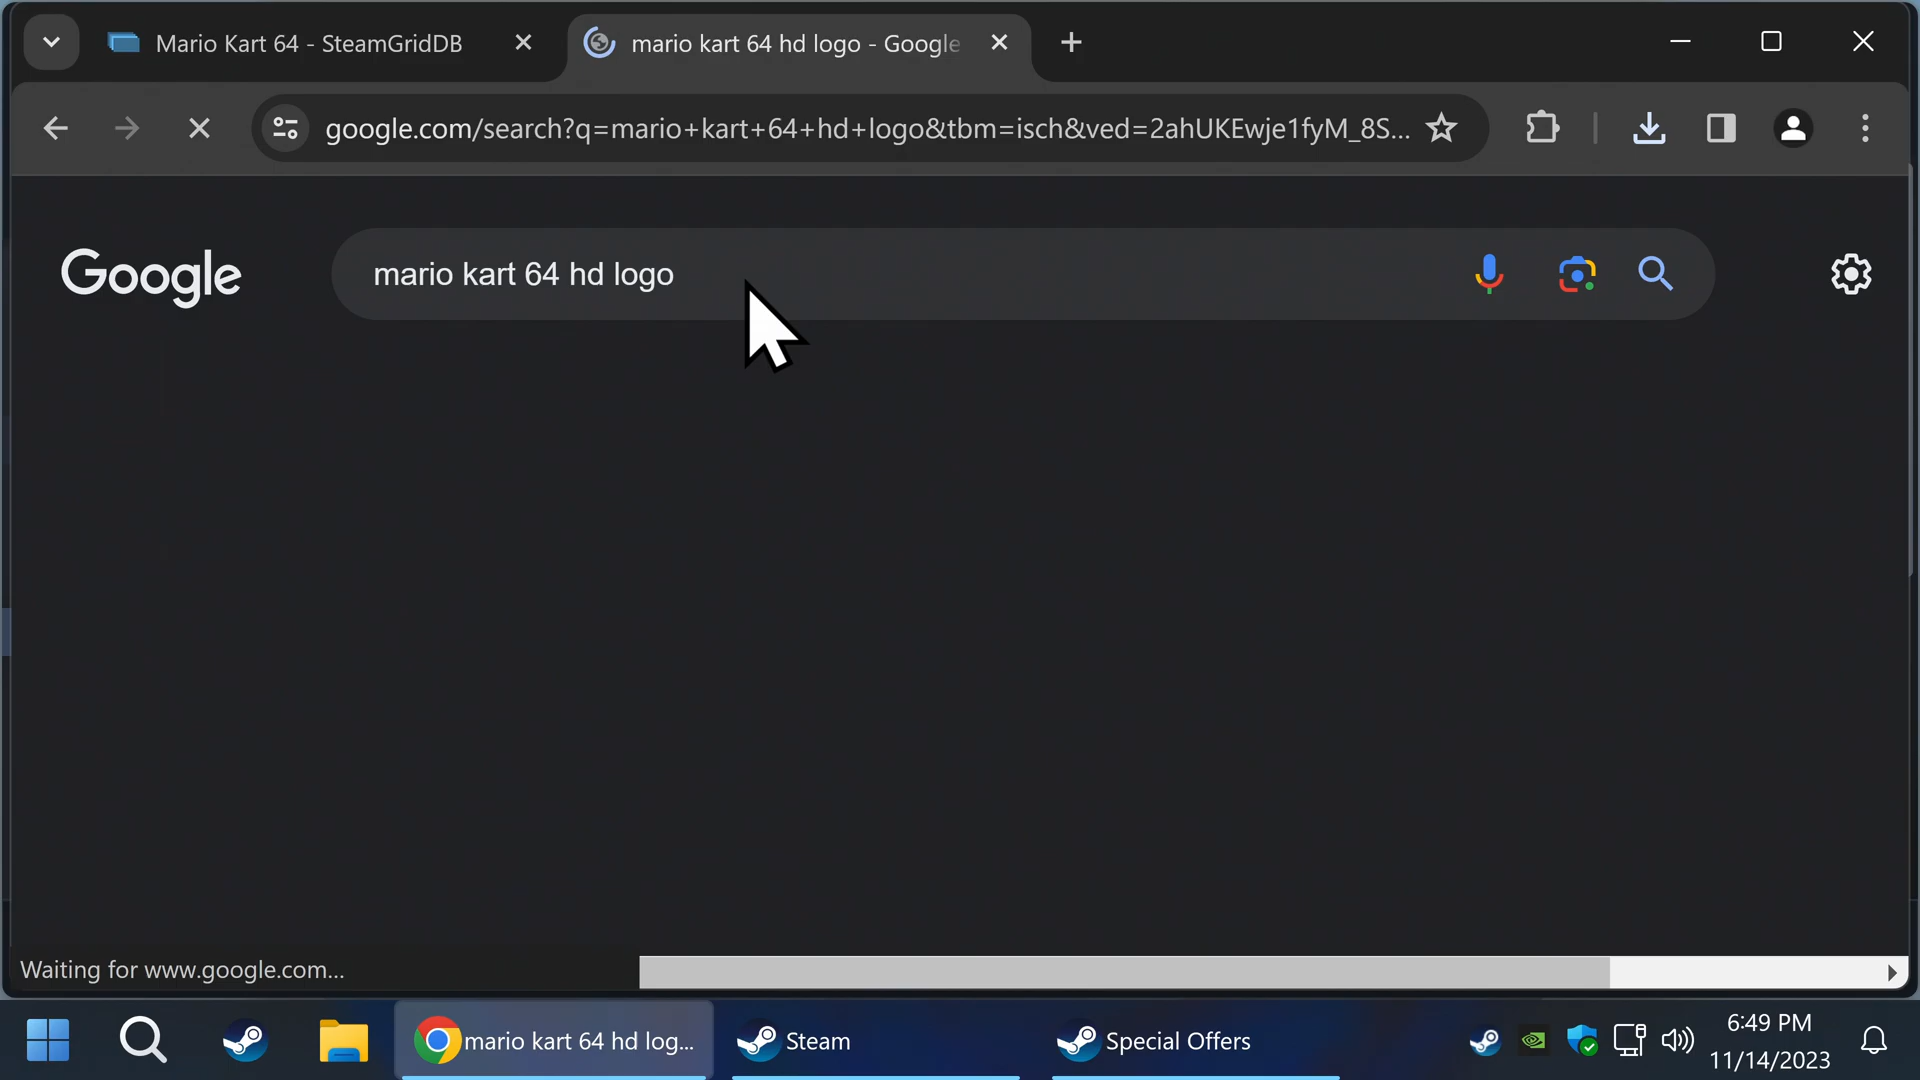 Mario Kart 64 - SteamGridDB
mario kart 64 hd logo - Google
google.com/search?q=mario+kart+64+hd+logo&tbm=isch&ved=2ahUKEwje1fyM_8S...
Google
mario kart 64 hd logo
Waiting for www.google.com...
mario kart 64 hd log...
Steam
Special Offers
6:49 PM
11/14/2023